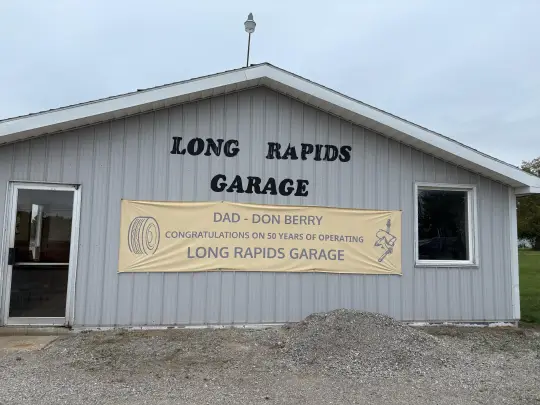 LONG RAPIDS
GARAGE
DAD - DON BERRY
CONGRATULATIONS ON 50 YEARS OF OPERATING
LONG RAPIDS GARAGE